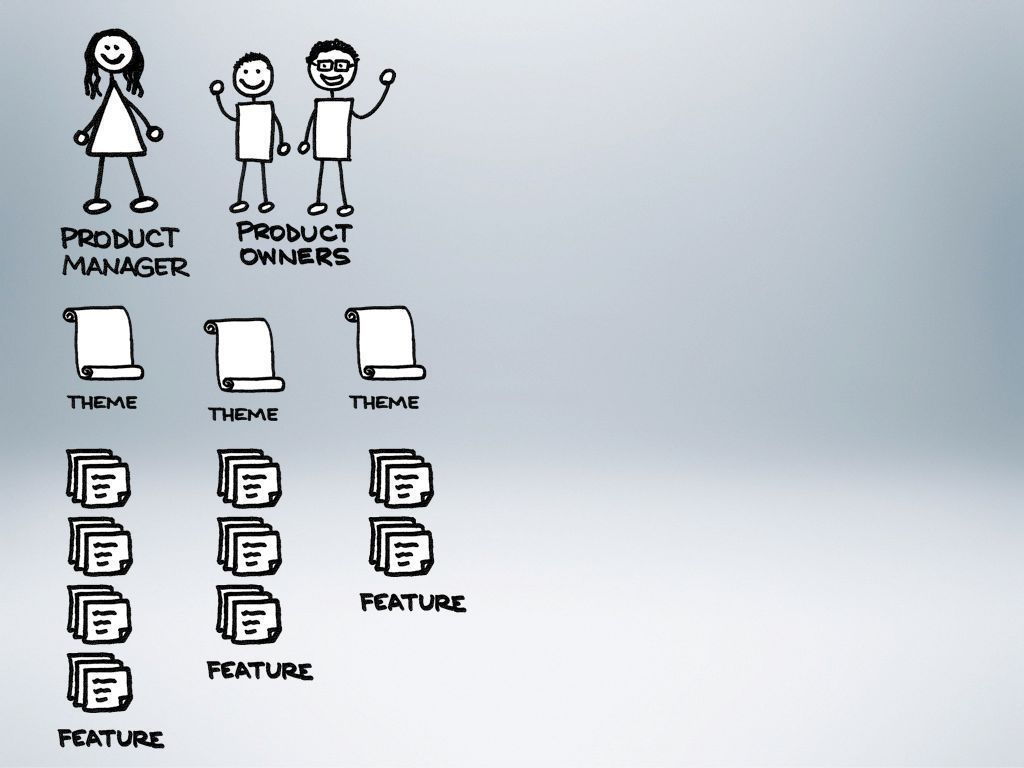 PRODUCT
MANAGER
PRODUCT
OWNERS
THEME
THEME
THEME
FEATURE
FEATURE
FEATURE